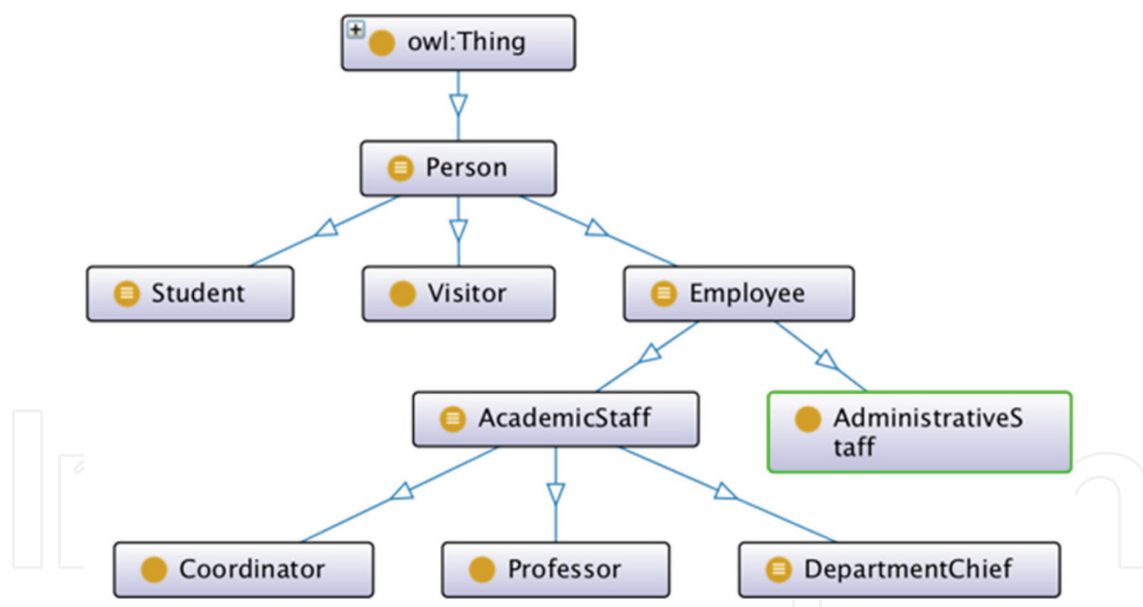 owl:Thing
Person
Student
Visitor
Employee
AcademicStaff
AdministrativeS
taff
Coordinator
Professor
DepartmentChief